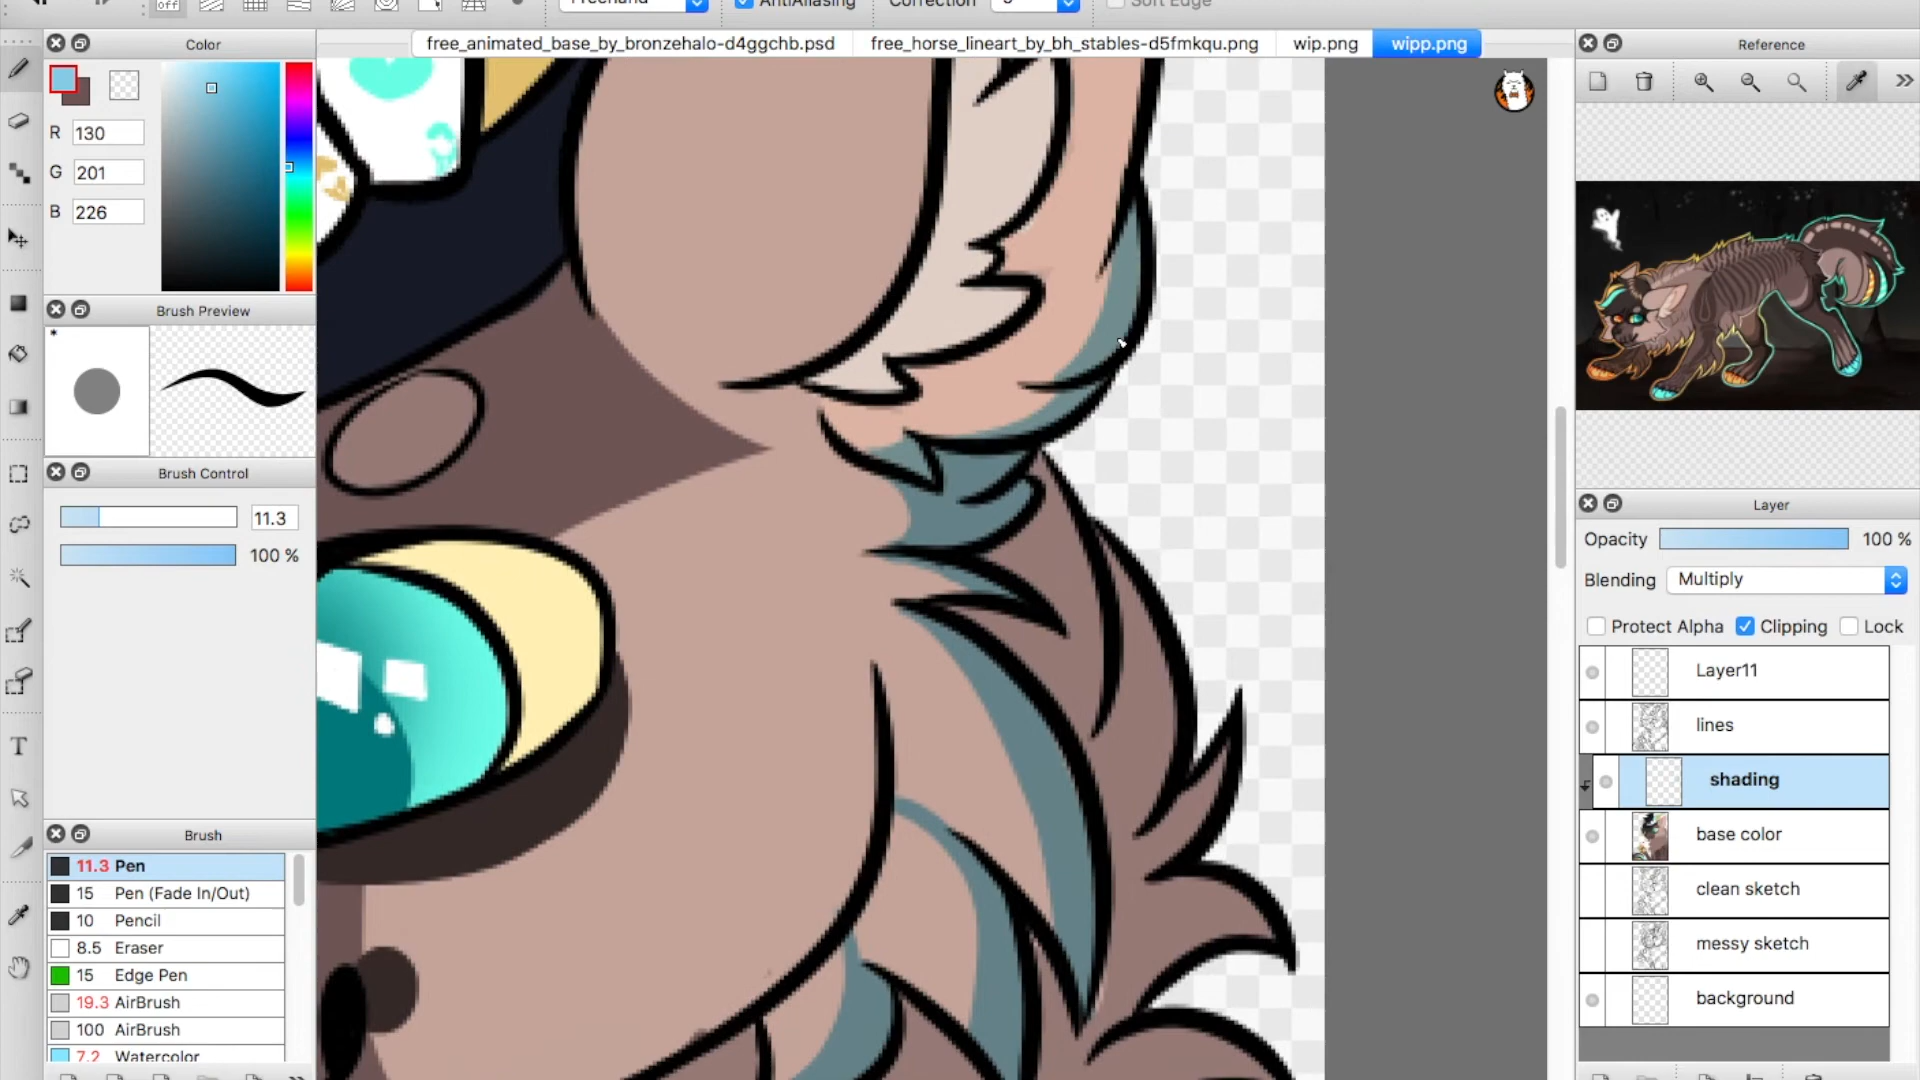 off
Freehand
AntiAliasing
Correction
Soft Edge
Color
free_animated_base_by_bronzehalo-d4ggchb.psd
free_horse_lineart_by_bh_stables-d5fmkqu.png
wip.png
wipp.png
Reference
R 130
G 201
B 226
Brush Preview
*
Brush Control
11.3
100 %
Brush
11.3 Pen
15 Pen (Fade In/Out)
10 Pencil
8.5 Eraser
15 Edge Pen
19.3 AirBrush
100 AirBrush
7.2 Watercolor
T
Layer
Opacity 100 %
Blending Multiply
Protect Alpha Clipping Lock
Layer11
lines
shading
base color
clean sketch
messy sketch
background